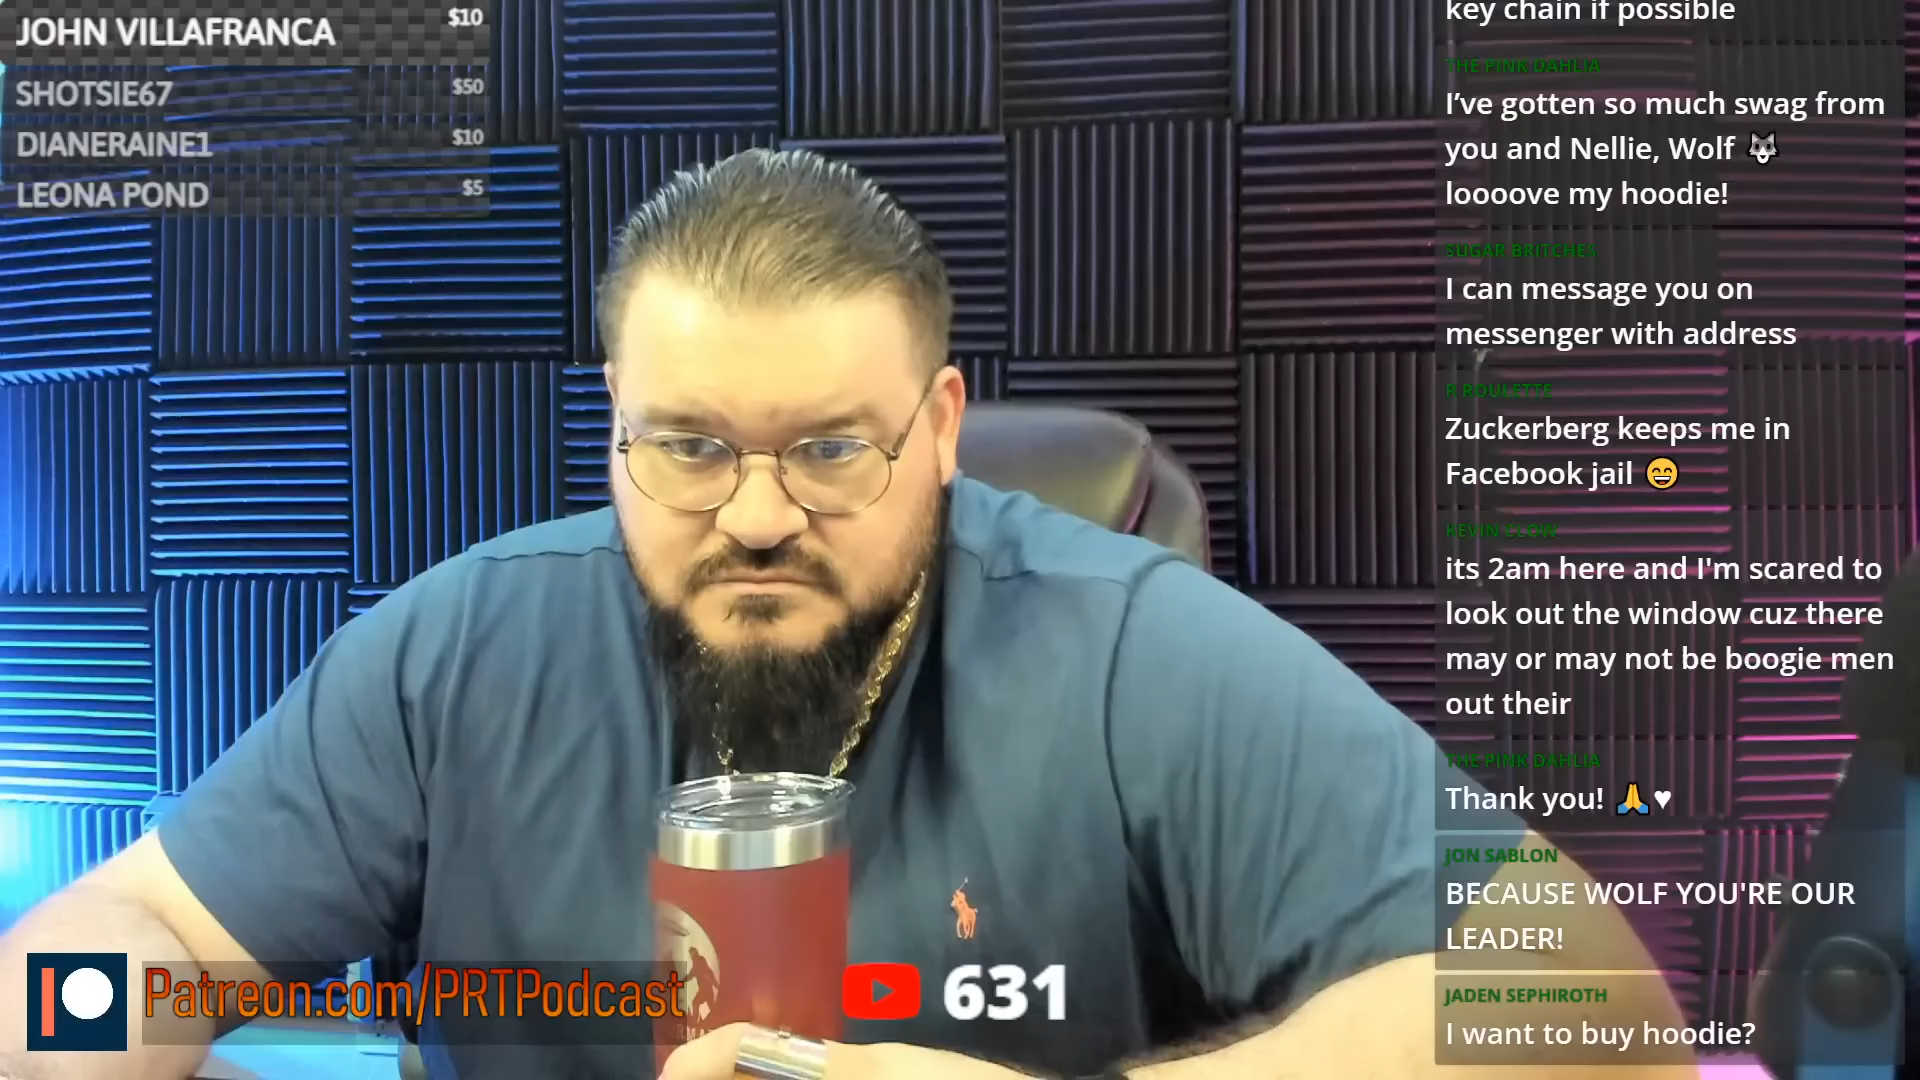 JOHN VILLAFRANCA $10
SHOTSIE67 $50
DIANERAINE1 $10
LEONA POND $5
key chain if possible
THE PINK DAHLIA
I’ve gotten so much swag from
you and Nellie, Wolf 🐺
loooove my hoodie!
SUGAR BRITCHES
I can message you on
messenger with address
R ROULETTE
Zuckerberg keeps me in
Facebook jail 😄
KEVIN CLOW
its 2am here and I'm scared to
look out the window cuz there
may or may not be boogie men
out their
THE PINK DAHLIA
Thank you! 🙏♥
JON SABLON
BECAUSE WOLF YOU'RE OUR
LEADER!
JADEN SEPHIROTH
I want to buy hoodie?
Patreon.com/PRTPodcast
631